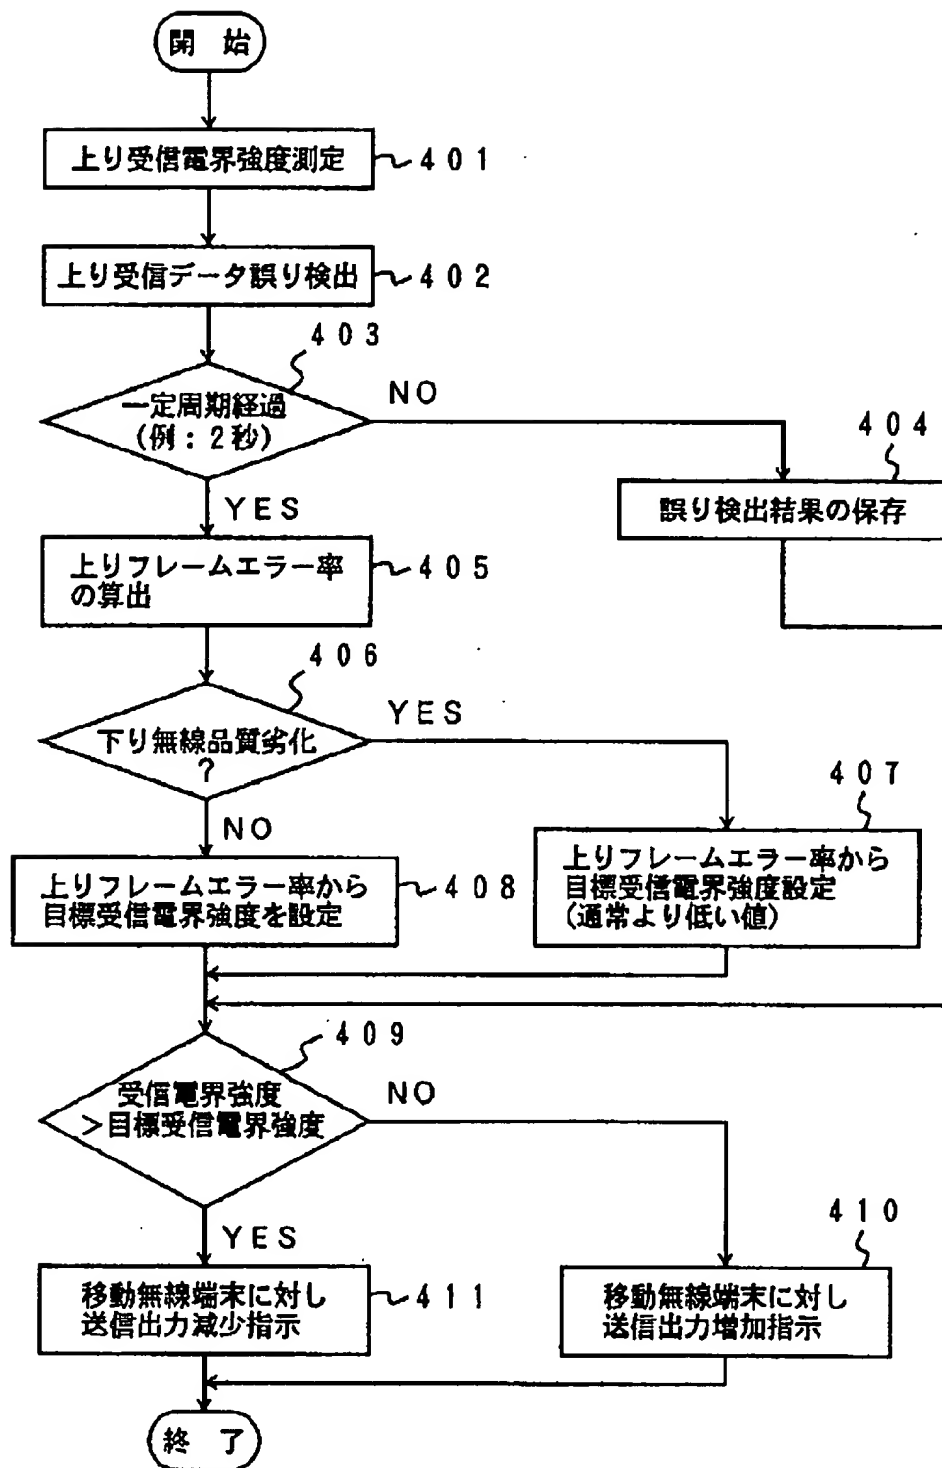 開 始
上り受信電界強度測定
401
上り受信データ誤り検出
402
403
一定周期経過
(例:2秒)
NO
YES
404
誤り検出結果の保存
上りフレームエラー率
の算出
405
406
下り無線品質劣化
?
YES
NO
407
上りフレームエラー率から
目標受信電界強度設定
(通常より低い値)
上りフレームエラー率から
目標受信電界強度を設定
408
409
受信電界強度
>目標受信電界強度
NO
YES
410
移動無線端末に対し
送信出力増加指示
移動無線端末に対し
送信出力減少指示
411
終 了